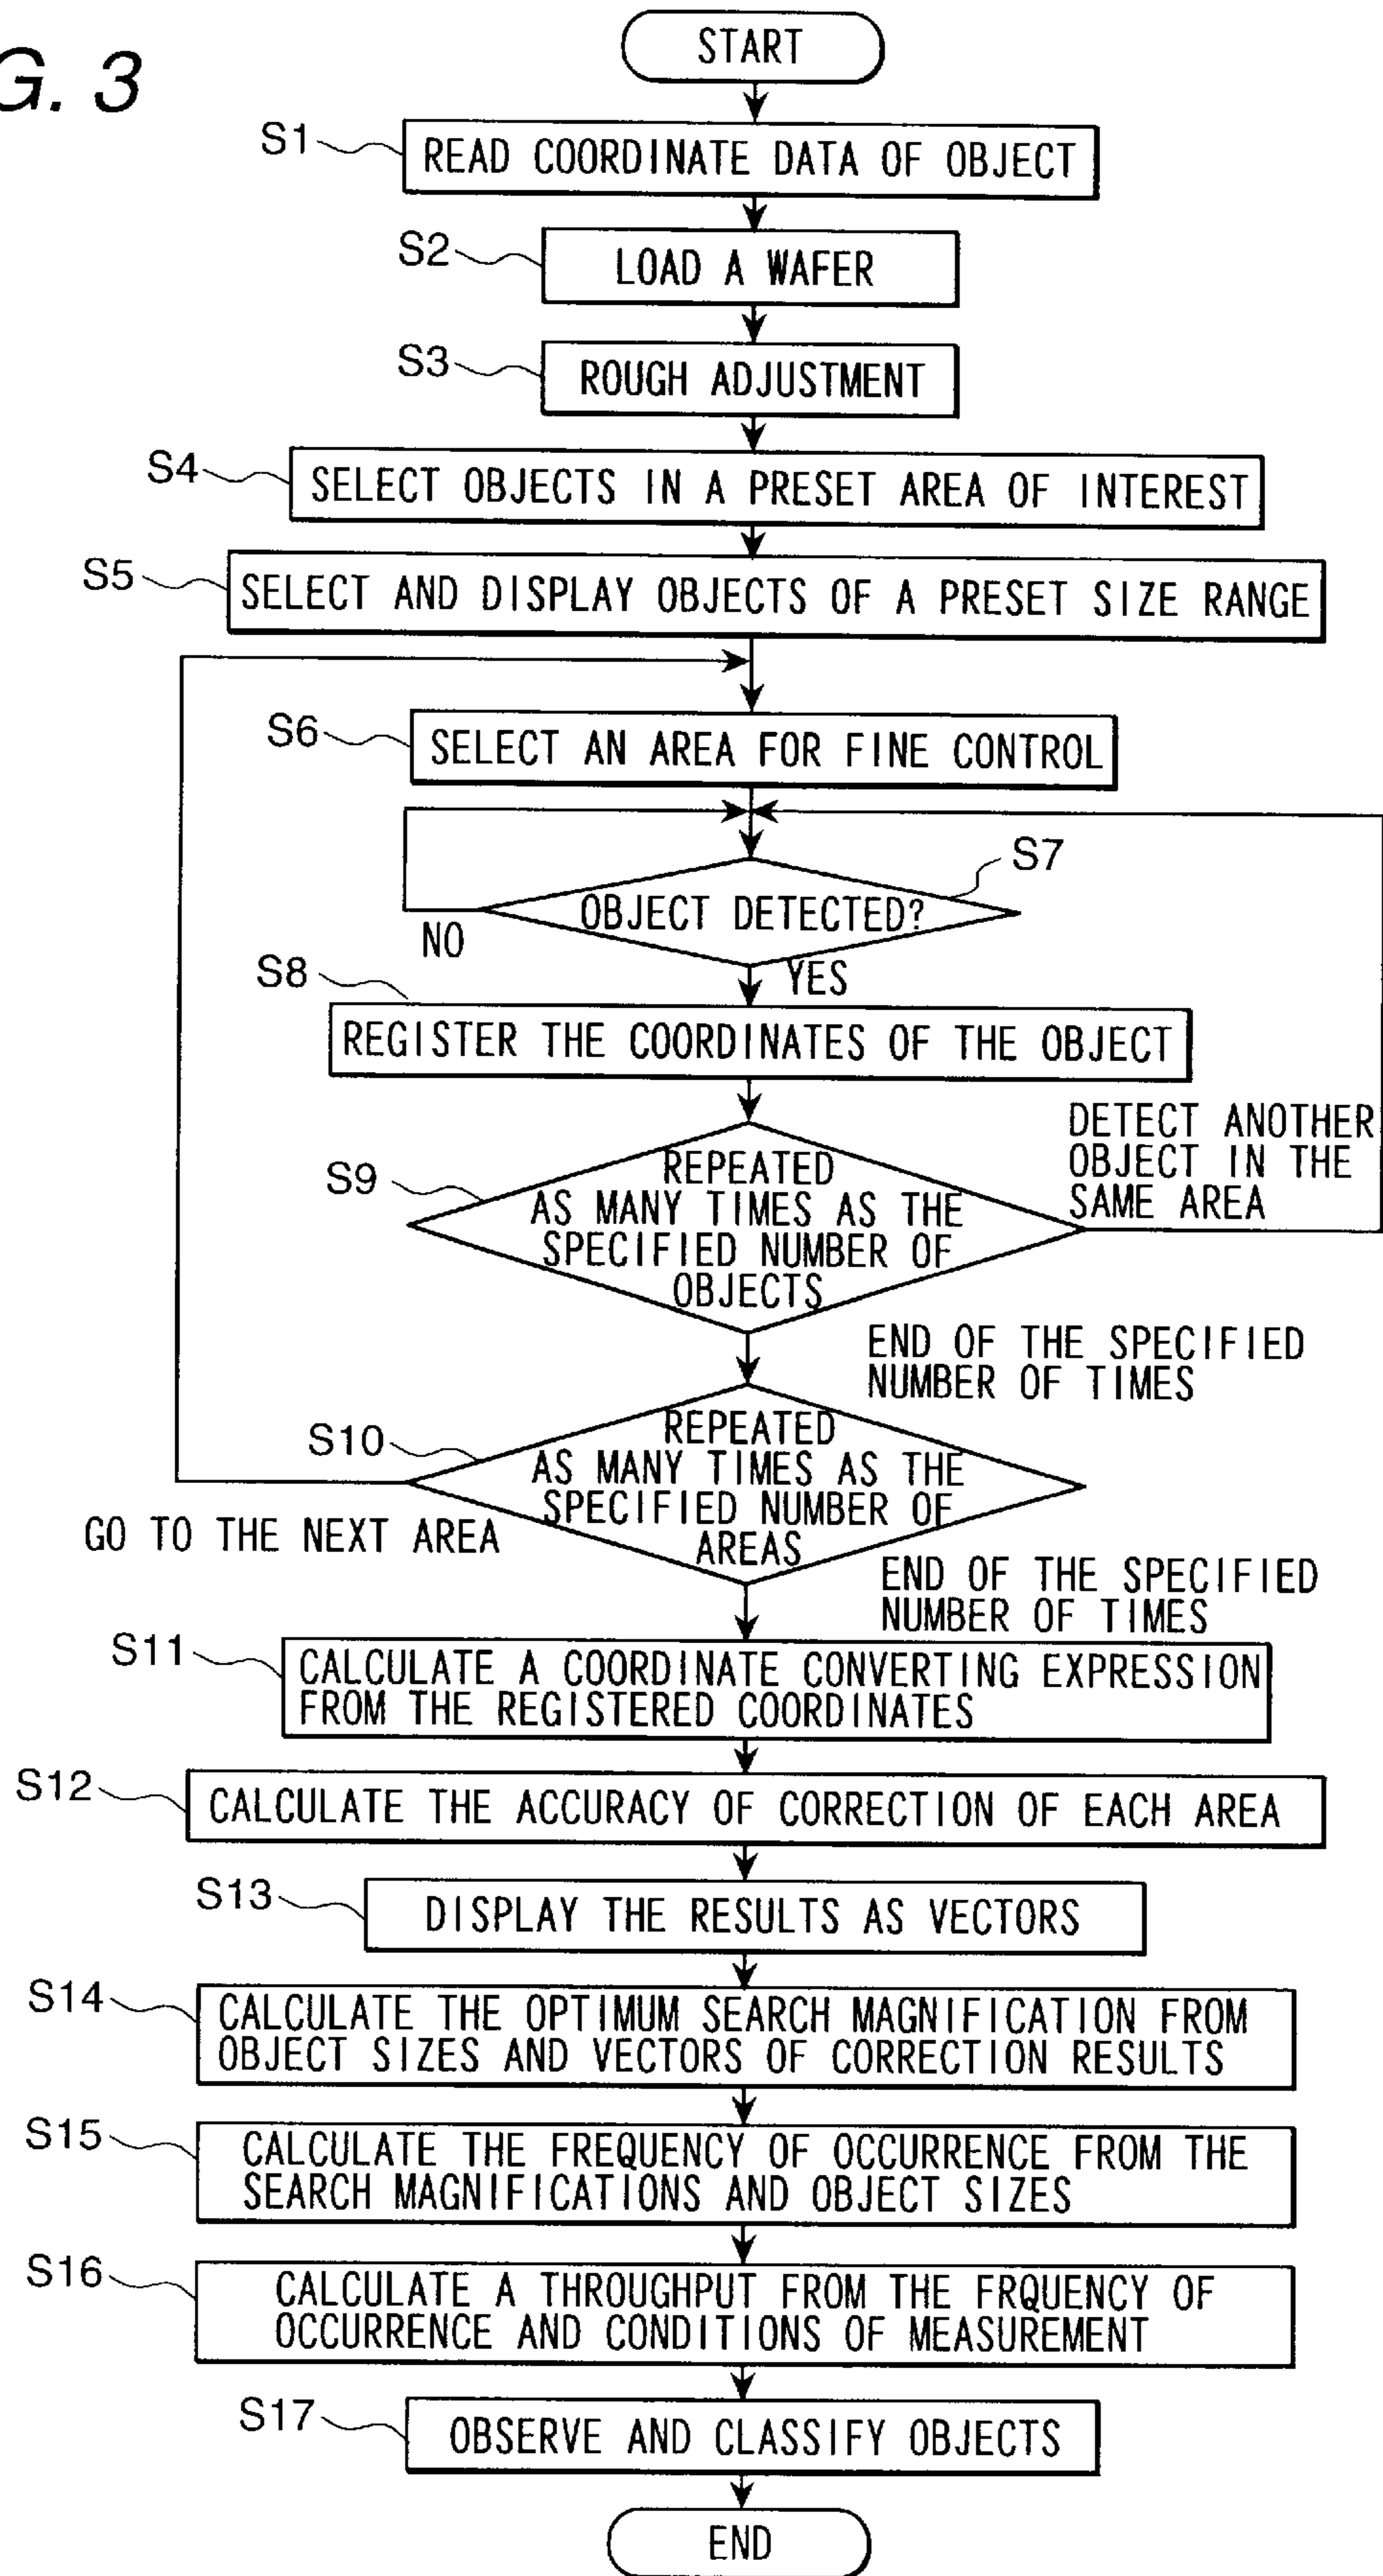 G. 3
START
S1
READ COORDINATE DATA OF OBJECT
S2
LOAD A WAFER
S3
ROUGH ADJUSTMENT
S4
SELECT OBJECTS IN A PRESET AREA OF INTEREST
S5
SELECT AND DISPLAY OBJECTS OF A PRESET SIZE RANGE
S6
SELECT AN AREA FOR FINE CONTROL
S7
OBJECT DETECTED?
NO
YES
S8
REGISTER THE COORDINATES OF THE OBJECT
DETECT ANOTHER
OBJECT IN THE
SAME AREA
S9
REPEATED
AS MANY TIMES AS THE
SPECIFIED NUMBER OF
OBJECTS
END OF THE SPECIFIED
NUMBER OF TIMES
S10
REPEATED
AS MANY TIMES AS THE
SPECIFIED NUMBER OF
AREAS
GO TO THE NEXT AREA
END OF THE SPECIFIED
NUMBER OF TIMES
S11
CALCULATE A COORDINATE CONVERTING EXPRESSION
FROM THE REGISTERED COORDINATES
S12
CALCULATE THE ACCURACY OF CORRECTION OF EACH AREA
S13
DISPLAY THE RESULTS AS VECTORS
S14
CALCULATE THE OPTIMUM SEARCH MAGNIFICATION FROM
OBJECT SIZES AND VECTORS OF CORRECTION RESULTS
S15
CALCULATE THE FREQUENCY OF OCCURRENCE FROM THE
SEARCH MAGNIFICATIONS AND OBJECT SIZES
S16
CALCULATE A THROUGHPUT FROM THE FRQUENCY OF
OCCURRENCE AND CONDITIONS OF MEASUREMENT
S17
OBSERVE AND CLASSIFY OBJECTS
END